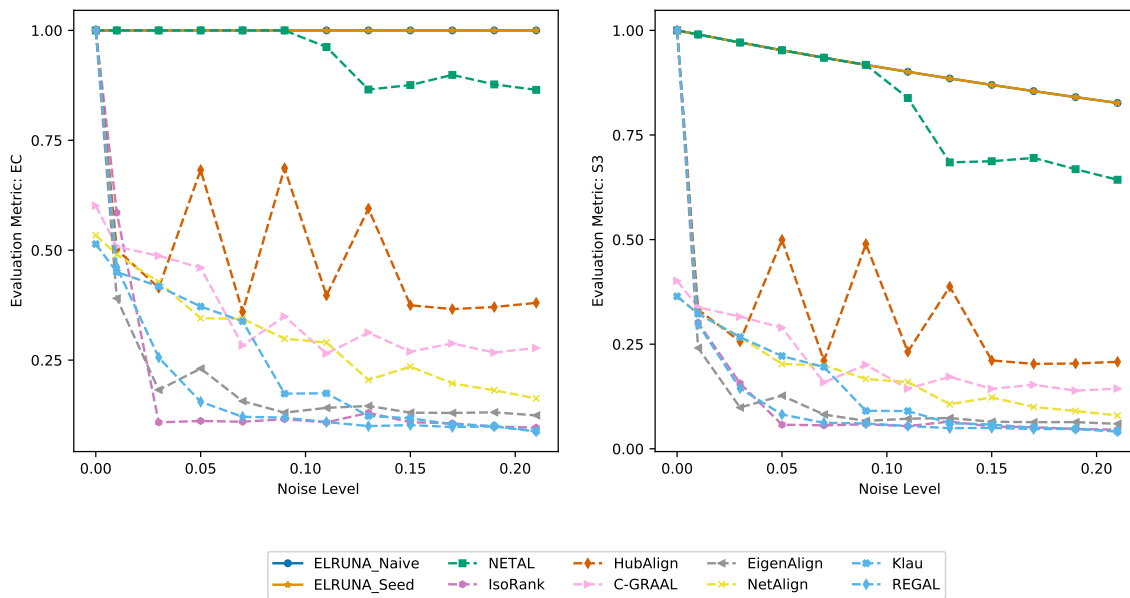 1.00
0.75
0.50
0.25
Evaluation Metric: EC
0.00
0.05
0.10
0.15
0.20
Noise Level
1.00
0.75
0.50
0.25
0.00
Evaluation Metric: S3
0.00
0.05
0.10
0.15
0.20
Noise Level
ELRUNA_Naive
NETAL
HubAlign
EigenAlign
Klau
ELRUNA_Seed
IsoRank
C-GRAAL
NetAlign
REGAL